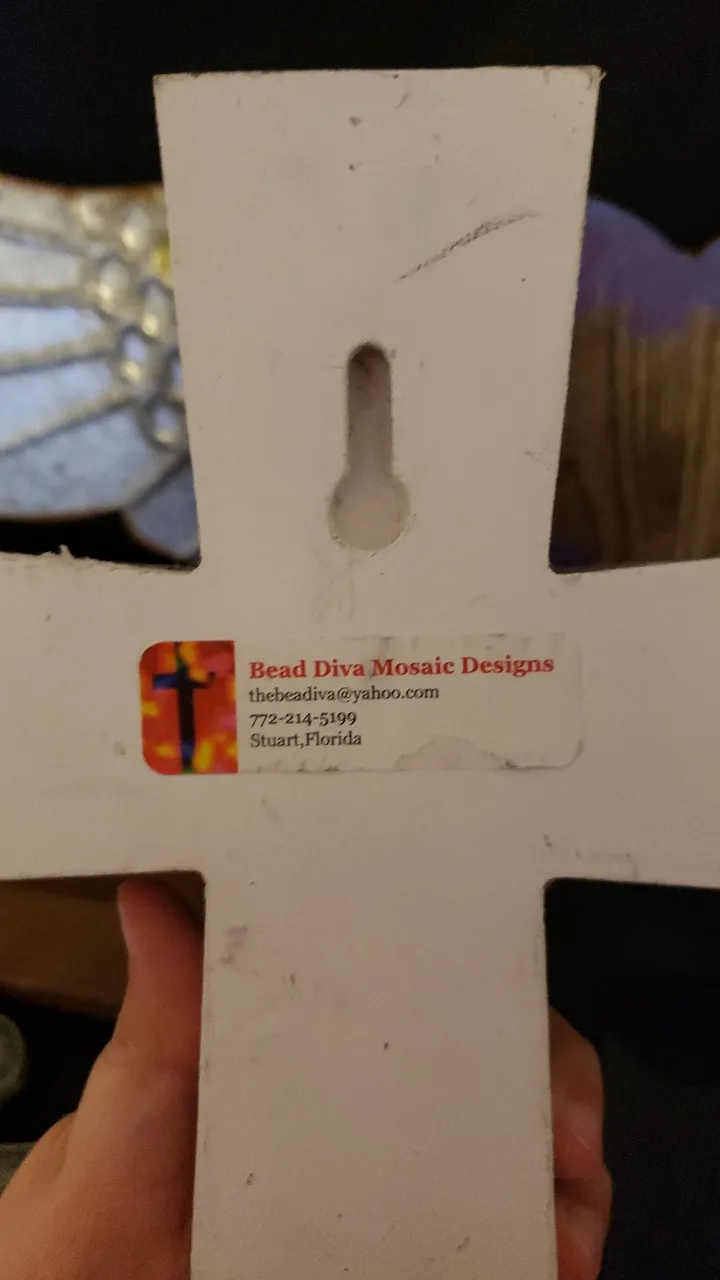 Bead Diva Mosaic Designs
thebeadiva@yahoo.com
772-214-5199
Stuart,Florida